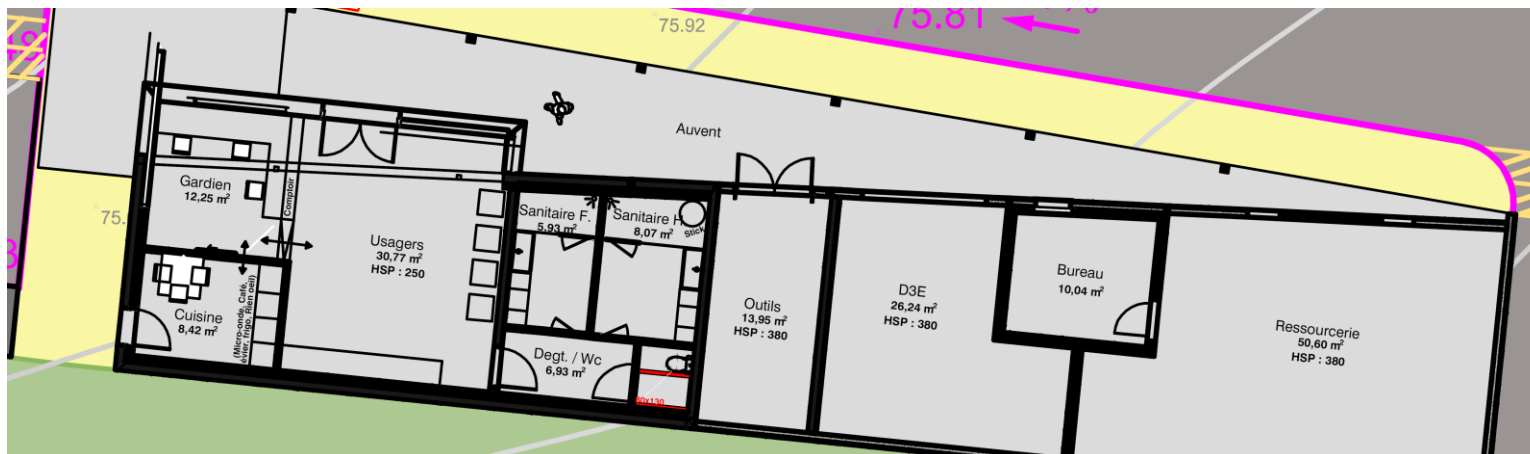 75.92
75.81
Auvent
Gardien
12,25 m²
Comptoir
Usagers
30,77 m²
HSP : 250
Sanitaire F.
5,93 m²
Sanitaire H.
8,07 m²
Stick
Cuisine
8,42 m²
(Micro-onde, Café,
évier, frigo, Rien oeil)
Degt. / Wc
6,93 m²
80x130
Outils
13,95 m²
HSP : 380
D3E
26,24 m²
HSP : 380
Bureau
10,04 m²
Ressourcerie
50,60 m²
HSP : 380